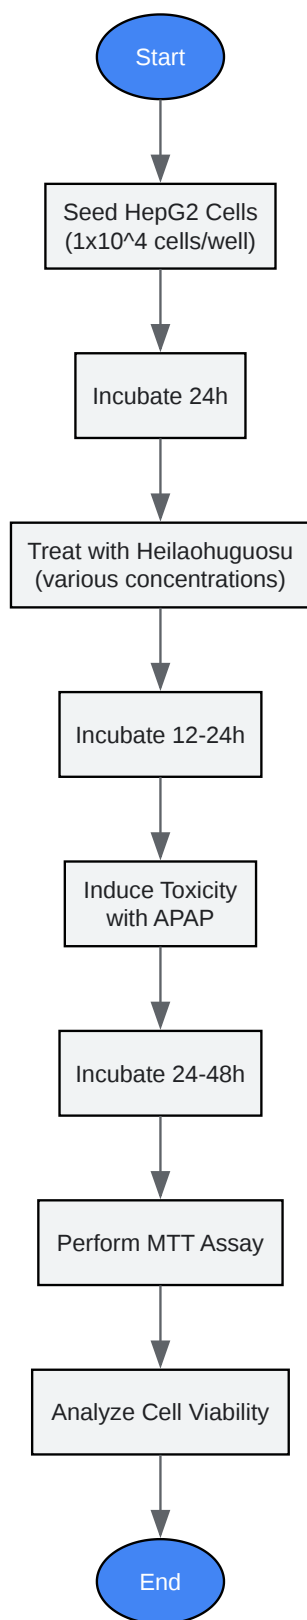 Start
Seed HepG2 Cells
(1x10^4 cells/well)
Incubate 24h
Treat with Heilaohuguosu
(various concentrations)
Incubate 12-24h
Induce Toxicity
with APAP
Incubate 24-48h
Perform MTT Assay
Analyze Cell Viability
End